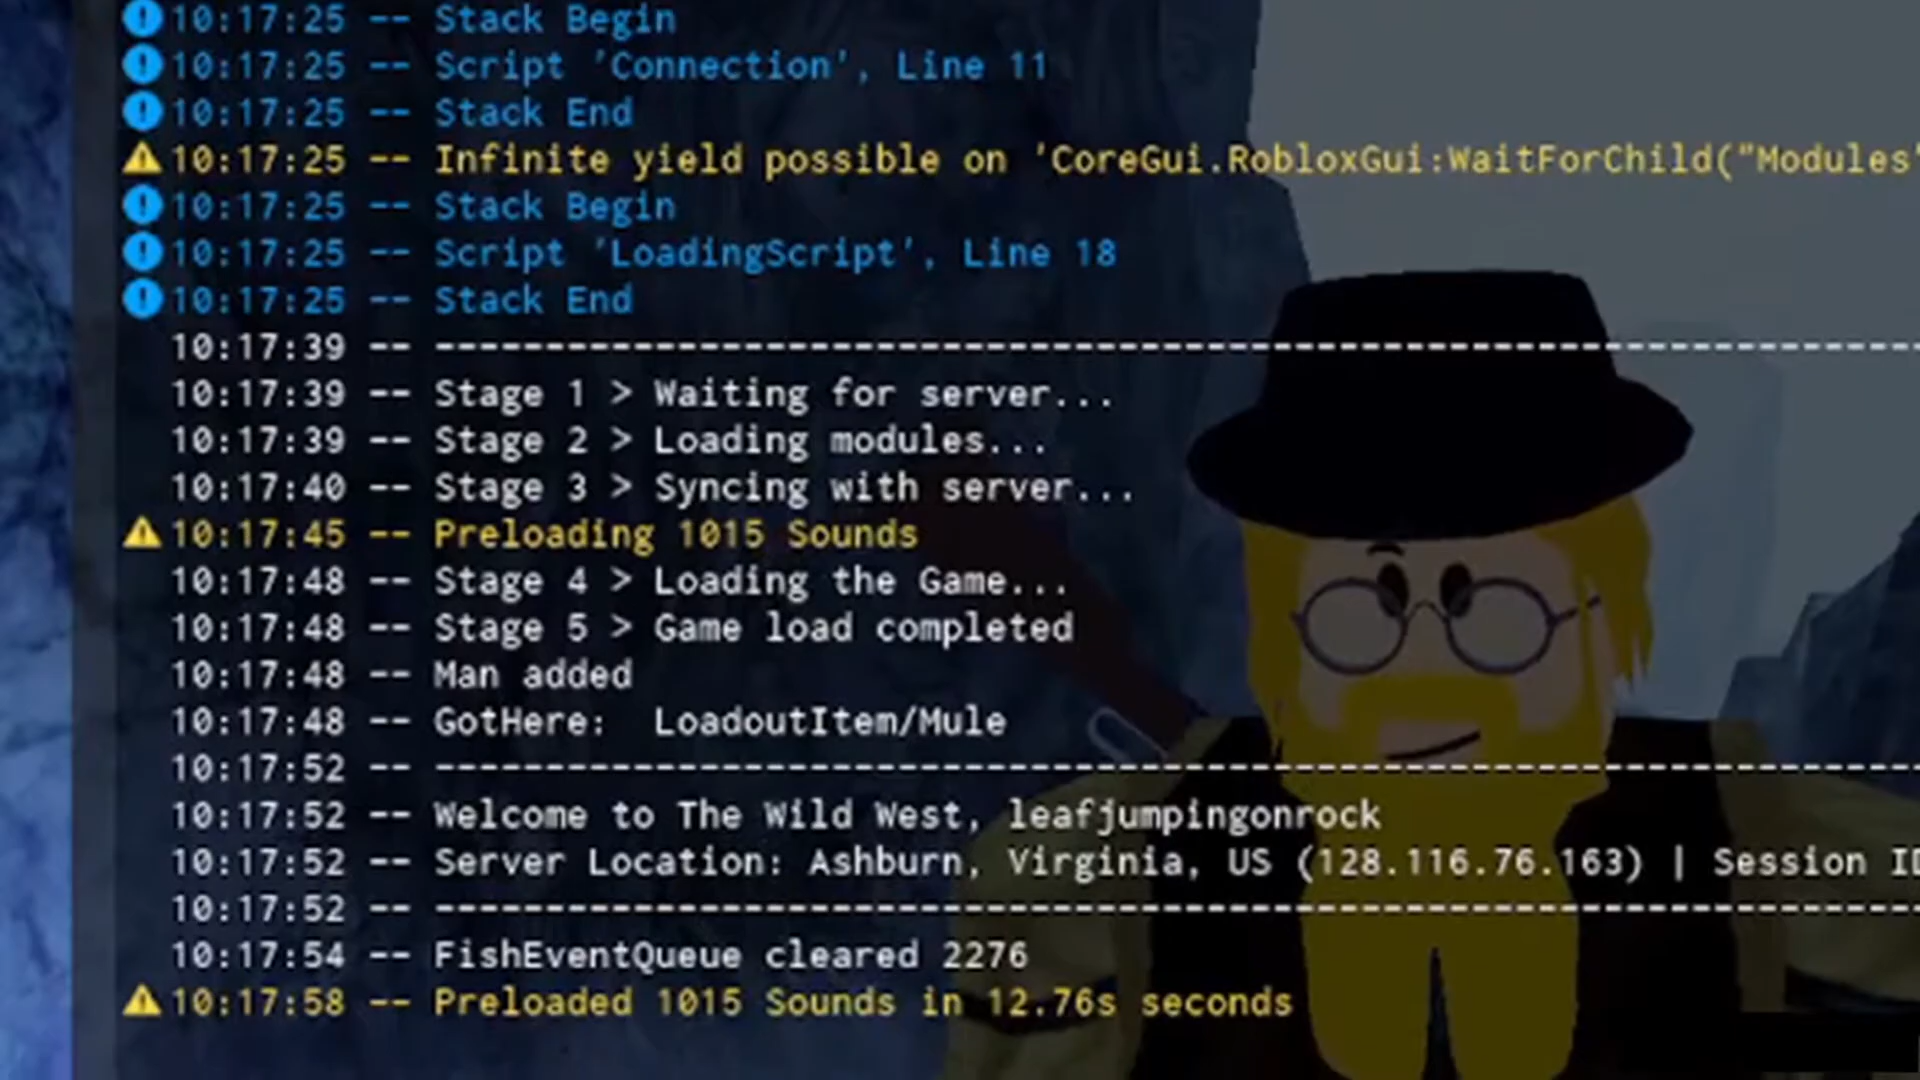 10:17:25 -- Stack Begin
10:17:25 -- Script 'Connection', Line 11
10:17:25 -- Stack End
10:17:25 -- Infinite yield possible on 'CoreGui.RobloxGui:WaitForChild("Modules"
10:17:25 -- Stack Begin
10:17:25 -- Script 'LoadingScript', Line 18
10:17:25 -- Stack End
10:17:39 -- --------------------------------------------------------------------
10:17:39 -- Stage 1 > Waiting for server...
10:17:39 -- Stage 2 > Loading modules...
10:17:40 -- Stage 3 > Syncing with server...
10:17:45 -- Preloading 1015 Sounds
10:17:48 -- Stage 4 > Loading the Game...
10:17:48 -- Stage 5 > Game load completed
10:17:48 -- Man added
10:17:48 -- GotHere:  LoadoutItem/Mule
10:17:52 -- --------------------------------------------------------------------
10:17:52 -- Welcome to The Wild West, leafjumpingonrock
10:17:52 -- Server Location: Ashburn, Virginia, US (128.116.76.163) | Session ID
10:17:52 -- --------------------------------------------------------------------
10:17:54 -- FishEventQueue cleared 2276
10:17:58 -- Preloaded 1015 Sounds in 12.76s seconds